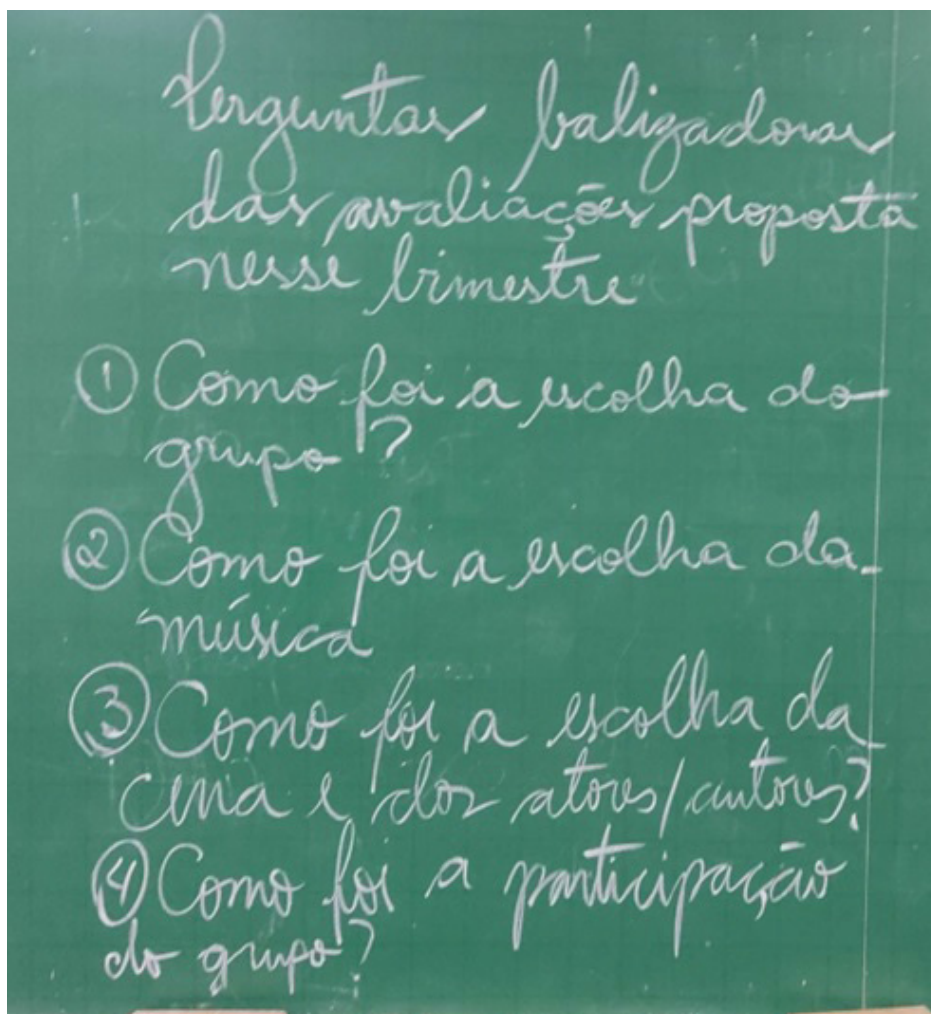 Perguntas balizadoras
das avaliações proposta
nesse bimestre
① Como foi a escolha do
grupo?
② Como foi a escolha da
música
③ Como foi a escolha da
cena e dos atores/autores?
④ Como foi a participação
do grupo?